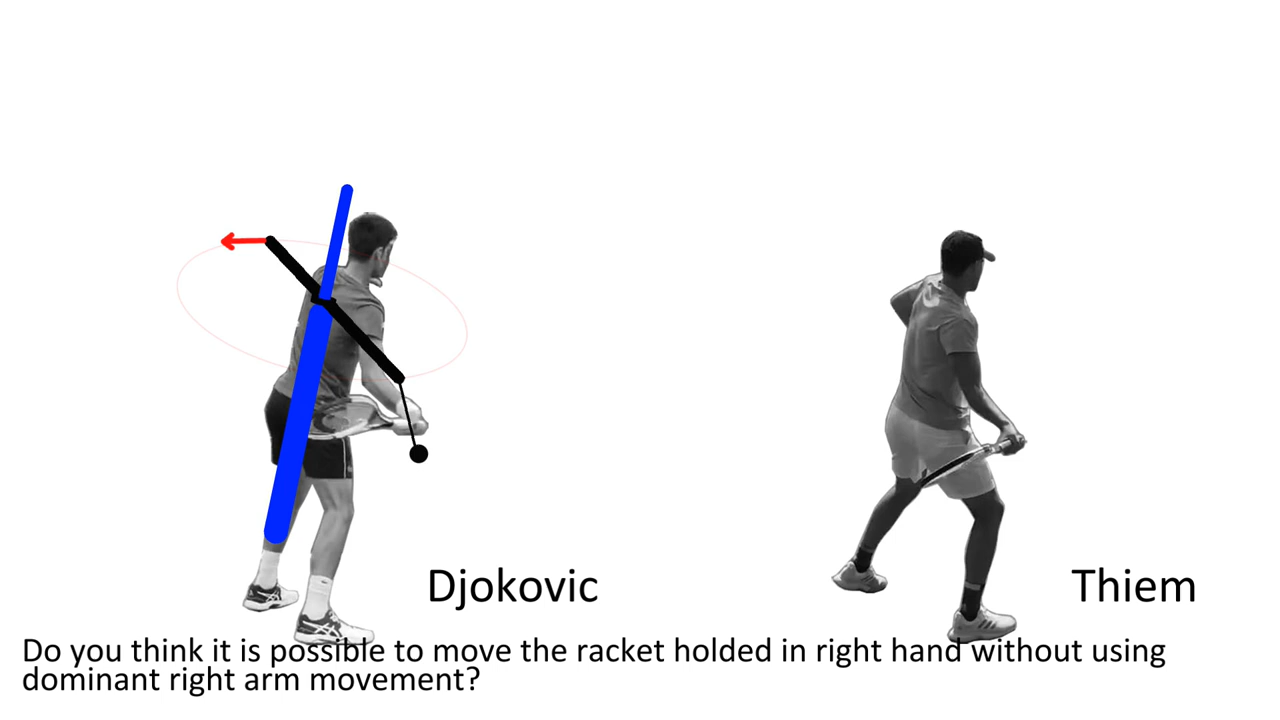 Djokovic
Thiem
Do you think it is possible to move the racket holded in right hand without using
dominant right arm movement?